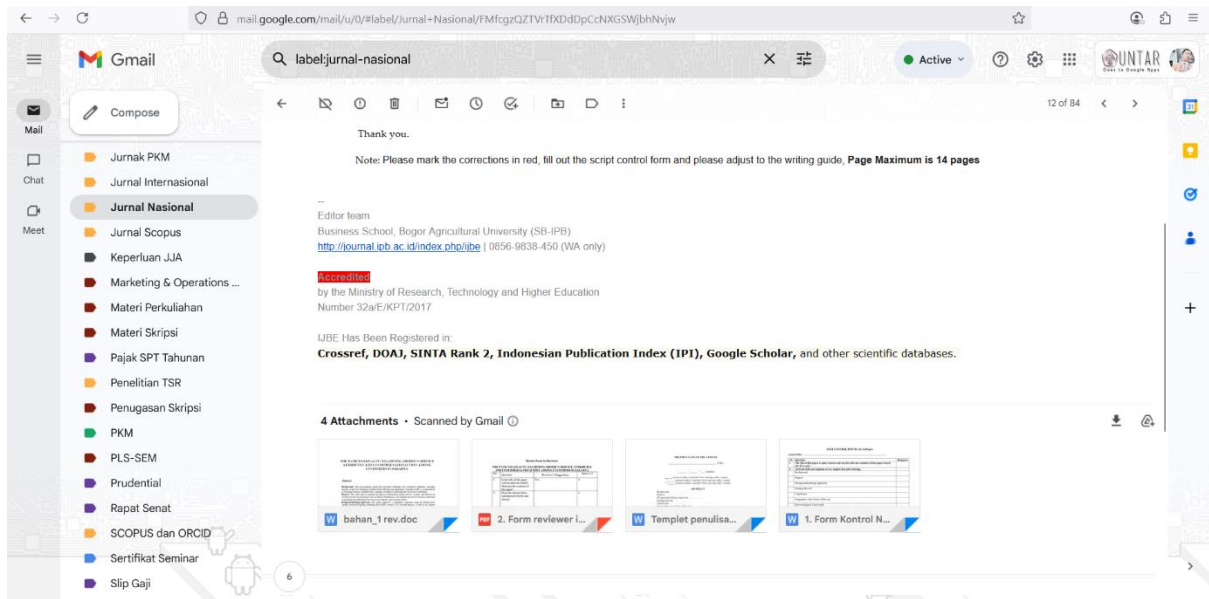 mail.google.com/mail/u/0/#label/Jurnal+Nasional/FMfcgzQZTVrTfXDdDpCcNXGSWjbhNvjw
Gmail
label:jurnal-nasional
Active
UNTAR
Goes to Google Apps
Mail
Chat
Meet
Compose
12 of 84
Jurnak PKM
Jurnal Internasional
Jurnal Nasional
Jurnal Scopus
Keperluan JJA
Marketing & Operations ...
Materi Perkuliahan
Materi Skripsi
Pajak SPT Tahunan
Penelitian TSR
Penugasan Skripsi
PKM
PLS-SEM
Prudential
Rapat Senat
SCOPUS dan ORCID
Sertifikat Seminar
Slip Gaji
Thank you.
Note: Please mark the corrections in red, fill out the script control form and please adjust to the writing guide, Page Maximum is 14 pages
--
Editor team
Business School, Bogor Agricultural University (SB-IPB)
http://journal.ipb.ac.id/index.php/ijbe | 0856-9838-450 (WA only)
Accredited
by the Ministry of Research, Technology and Higher Education
Number 32a/E/KPT/2017
IJBE Has Been Registered in:
Crossref, DOAJ, SINTA Rank 2, Indonesian Publication Index (IPI), Google Scholar, and other scientific databases.
4 Attachments • Scanned by Gmail
W bahan_1 rev.doc
PDF 2. Form reviewer i...
W Templet penulisa...
W 1. Form Kontrol N...
6
31